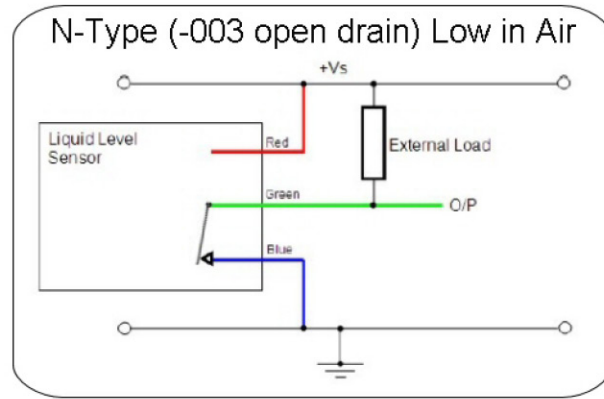 N-Type (-003 open drain) Low in Air
+Vs
Liquid Level
Sensor
Red
External Load
Green
O/P
Blue